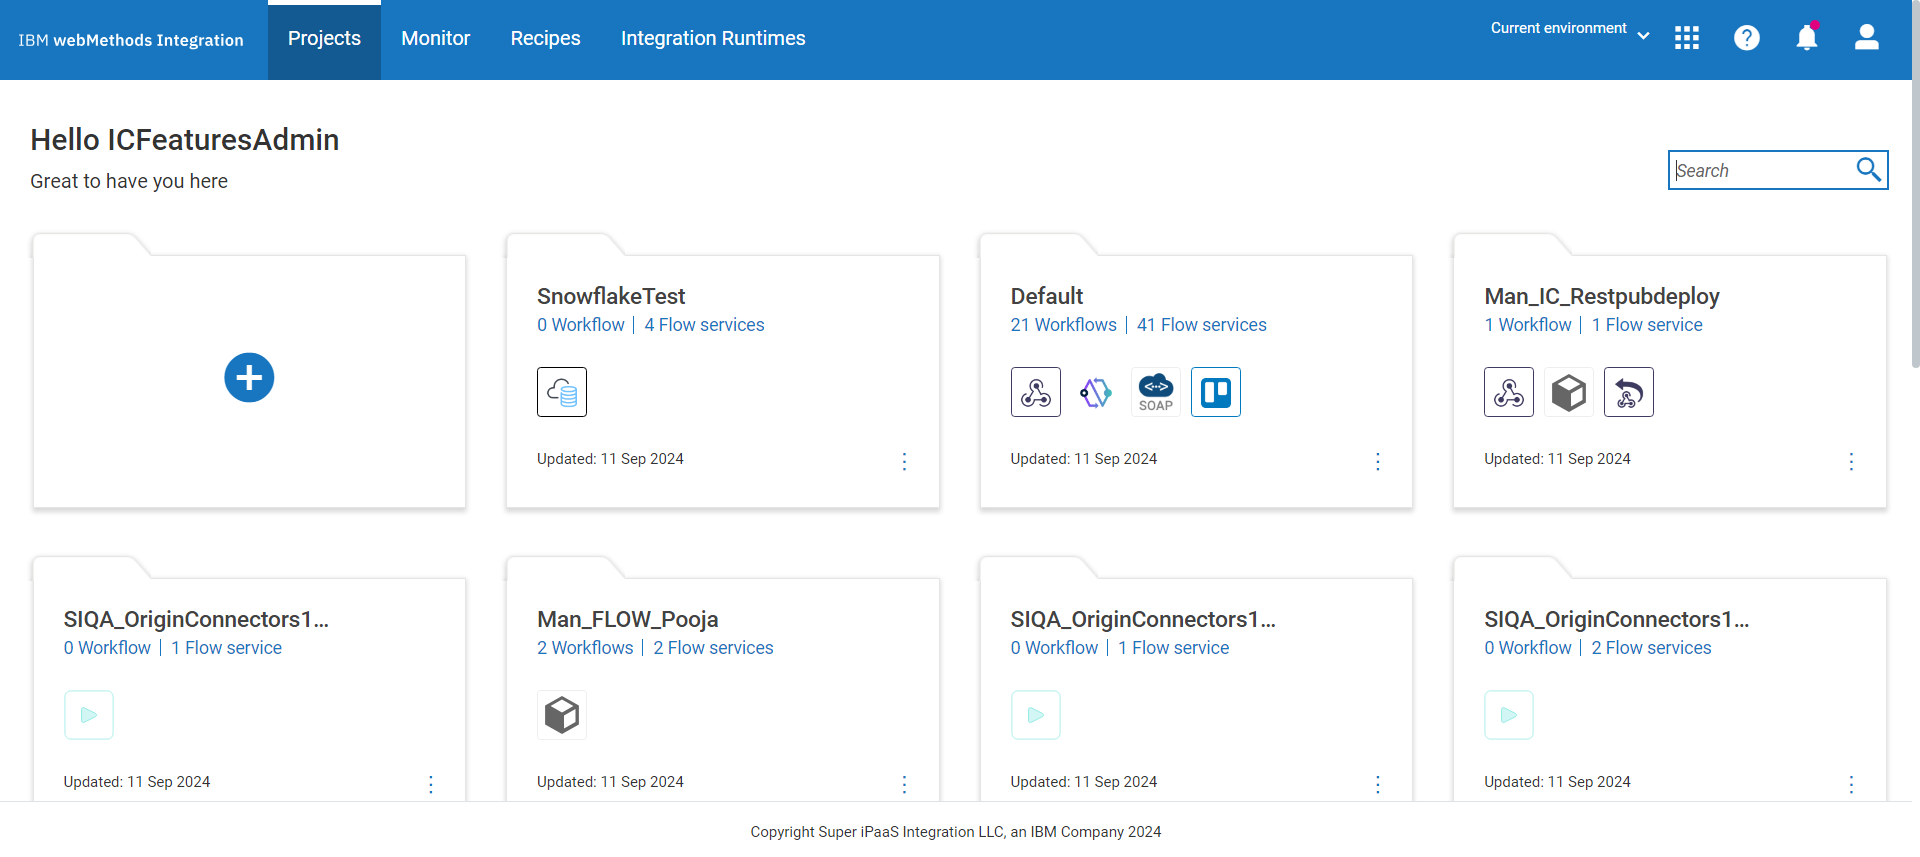 IBM webMethods Integration
Projects
Monitor
Recipes
Integration Runtimes
Current environment
Hello ICFeaturesAdmin
Great to have you here
Search
SnowflakeTest
0 Workflow | 4 Flow services
Updated: 11 Sep 2024
Default
21 Workflows | 41 Flow services
SOAP
Updated: 11 Sep 2024
Man_IC_Restpubdeploy
1 Workflow | 1 Flow service
Updated: 11 Sep 2024
SIQA_OriginConnectors1...
0 Workflow | 1 Flow service
Updated: 11 Sep 2024
Man_FLOW_Pooja
2 Workflows | 2 Flow services
Updated: 11 Sep 2024
SIQA_OriginConnectors1...
0 Workflow | 1 Flow service
Updated: 11 Sep 2024
SIQA_OriginConnectors1...
0 Workflow | 2 Flow services
Updated: 11 Sep 2024
Copyright Super iPaaS Integration LLC, an IBM Company 2024